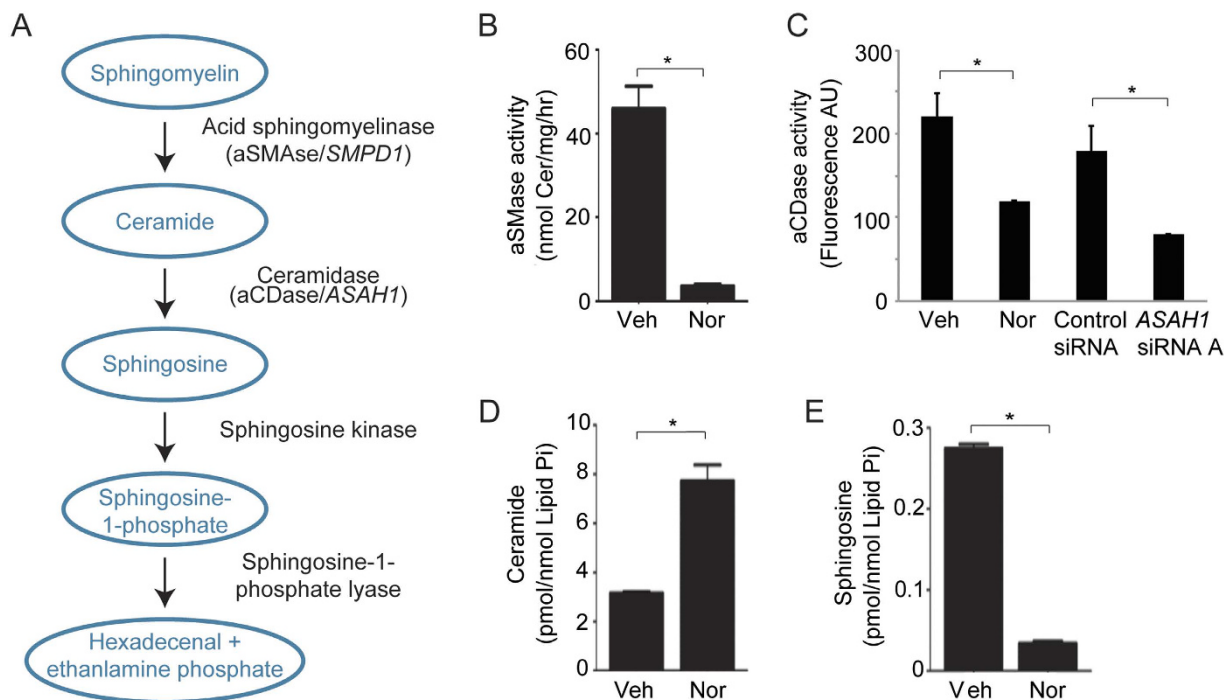 A
Sphingomyelin
Acid sphingomyelinase
(aSMAse/SMPD1)
Ceramide
Ceramidase
(aCDase/ASAH1)
Sphingosine
Sphingosine kinase
Sphingosine-
1-phosphate
Sphingosine-1-
phosphate lyase
Hexadecenal +
ethanlamine phosphate
B
aSMase activity
(nmol Cer/mg/hr)
60
40
20
0
*
Veh Nor
C
aCDase activity
(Fluorescence AU)
300
200
100
0
*
*
Veh Nor Control ASAH1
siRNA siRNA A
D
Ceramide
(pmol/nmol Lipid Pi)
10
8
6
4
2
0
*
Veh Nor
E
Sphingosine
(pmol/nmol Lipid Pi)
0.3
0.2
0.1
0
*
Veh Nor